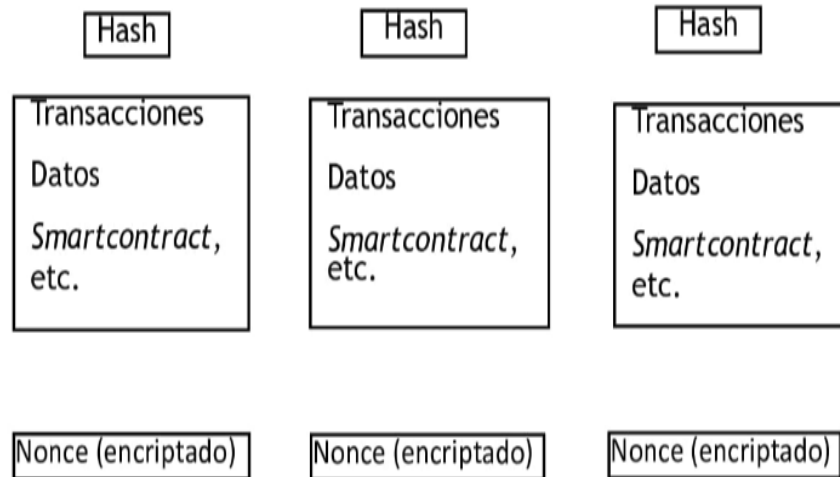 Hash
Transacciones
Datos
Smartcontract,
etc.
Nonce (encriptado)
Hash
Transacciones
Datos
Smartcontract,
etc.
Nonce (encriptado)
Hash
Transacciones
Datos
Smartcontract,
etc.
Nonce (encriptado)